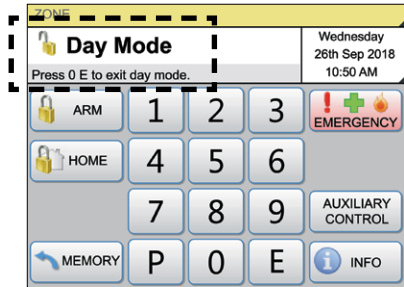 ZONE
Day Mode
Press 0 E to exit day mode.
Wednesday
26th Sep 2018
10:50 AM
ARM
1
2
3
EMERGENCY
HOME
4
5
6
7
8
9
AUXILIARY
CONTROL
MEMORY
P
0
E
INFO